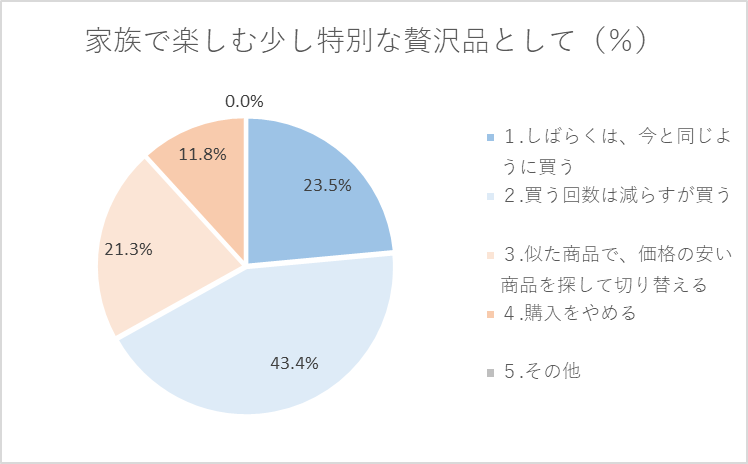 家族で楽しむ少し特別な贅沢品として（％）
0.0%
11.8%
23.5%
21.3%
43.4%
１.しばらくは、今と同じよ
うに買う
２.買う回数は減らすが買う
３.似た商品で、価格の安い
商品を探して切り替える
４.購入をやめる
５.その他